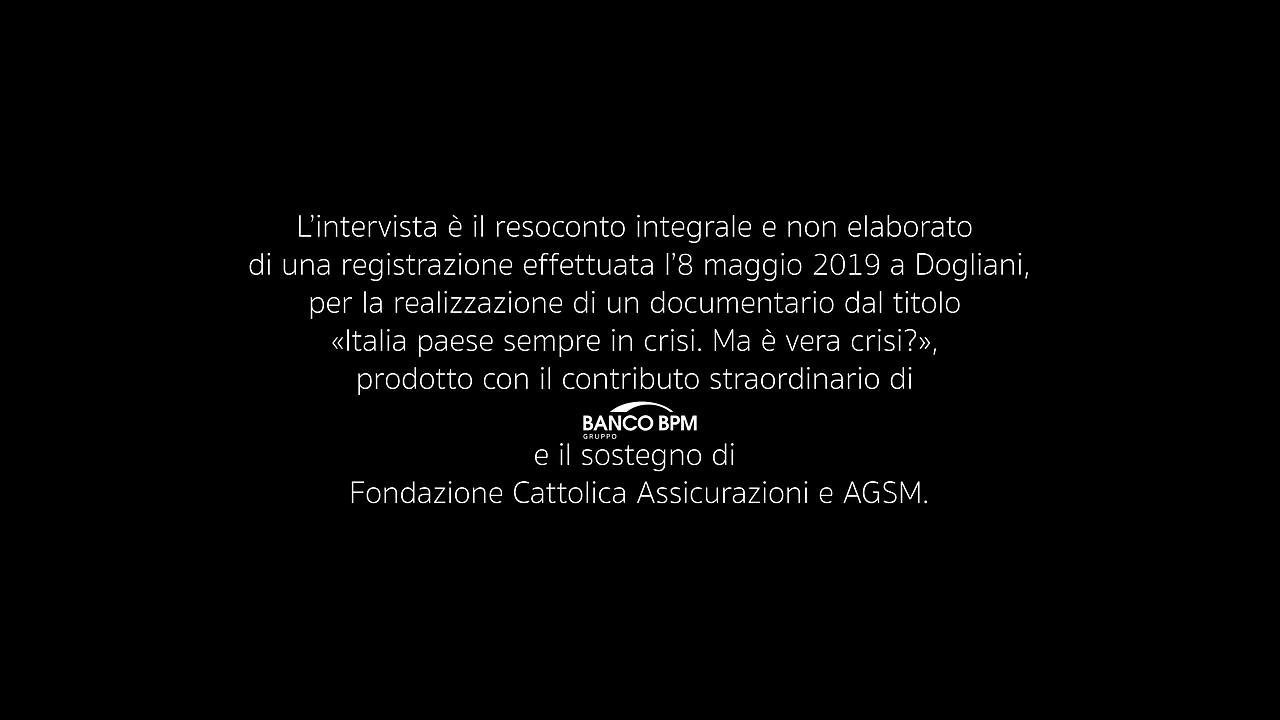 L’intervista è il resoconto integrale e non elaborato
di una registrazione effettuata l’8 maggio 2019 a Dogliani,
per la realizzazione di un documentario dal titolo
«Italia paese sempre in crisi. Ma è vera crisi?»,
prodotto con il contributo straordinario di
BANCO BPM
GRUPPO
e il sostegno di
Fondazione Cattolica Assicurazioni e AGSM.